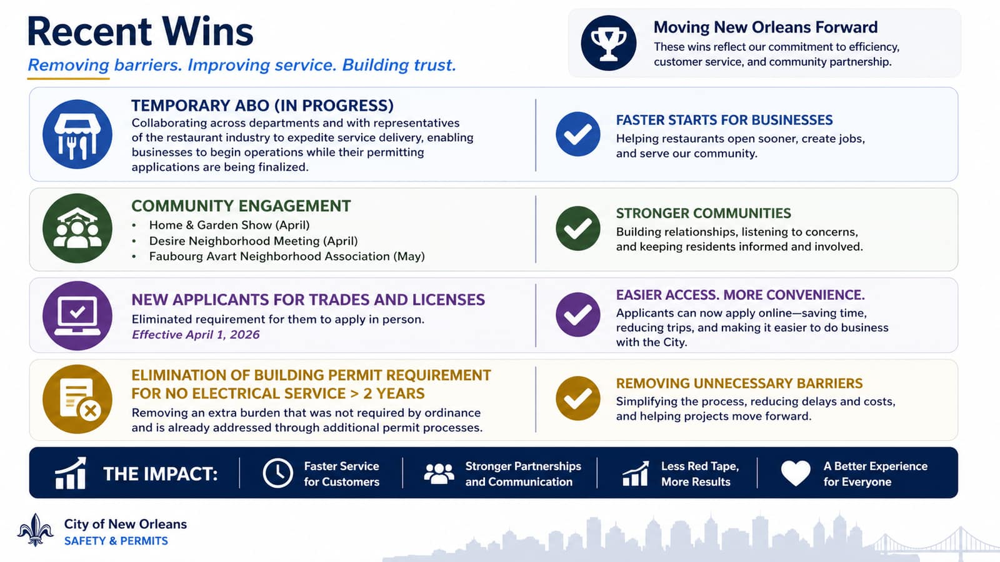 Recent Wins
Removing barriers. Improving service. Building trust.
Moving New Orleans Forward
These wins reflect our commitment to efficiency,
customer service, and community partnership.
TEMPORARY ABO (IN PROGRESS)
Collaborating across departments and with representatives
of the restaurant industry to expedite service delivery, enabling
businesses to begin operations while their permitting
applications are being finalized.
FASTER STARTS FOR BUSINESSES
Helping restaurants open sooner, create jobs,
and serve our community.
COMMUNITY ENGAGEMENT
• Home & Garden Show (April)
• Desire Neighborhood Meeting (April)
• Faubourg Avart Neighborhood Association (May)
STRONGER COMMUNITIES
Building relationships, listening to concerns,
and keeping residents informed and involved.
NEW APPLICANTS FOR TRADES AND LICENSES
Eliminated requirement for them to apply in person.
Effective April 1, 2026
EASIER ACCESS. MORE CONVENIENCE.
Applicants can now apply online—saving time,
reducing trips, and making it easier to do business
with the City.
ELIMINATION OF BUILDING PERMIT REQUIREMENT
FOR NO ELECTRICAL SERVICE > 2 YEARS
Removing an extra burden that was not required by ordinance
and is already addressed through additional permit processes.
REMOVING UNNECESSARY BARRIERS
Simplifying the process, reducing delays and costs,
and helping projects move forward.
THE IMPACT:
Faster Service
for Customers
Stronger Partnerships
and Communication
Less Red Tape,
More Results
A Better Experience
for Everyone
City of New Orleans
SAFETY & PERMITS